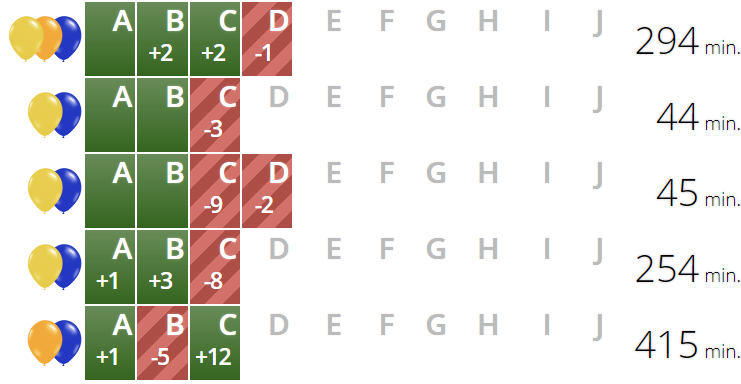 A B C D E F G H I J 294 min.
+2 +2 -1
A B C D E F G H I J 44 min.
-3
A B C D E F G H I J 45 min.
-9 -2
A B C D E F G H I J 254 min.
+1 +3 -8
A B C D E F G H I J 415 min.
+1 -5 +12